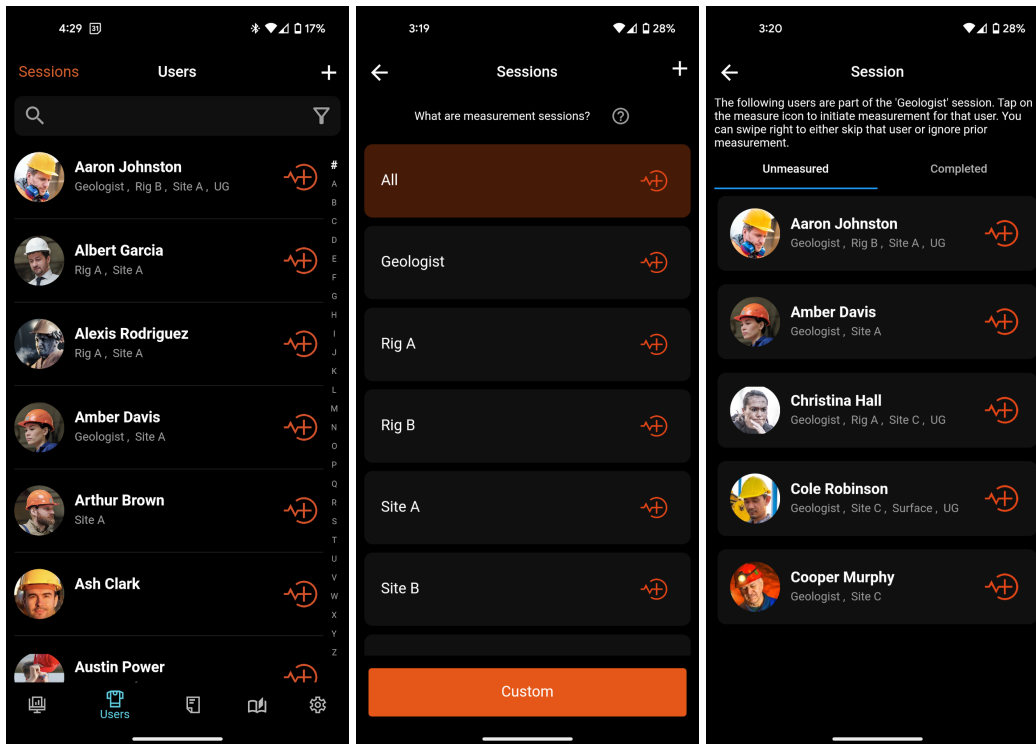 4:29 31 17%
Sessions Users +
Aaron Johnston
Geologist , Rig B , Site A , UG
Albert Garcia
Rig A , Site A
Alexis Rodriguez
Rig A , Site A
Amber Davis
Geologist , Site A
Arthur Brown
Site A
Ash Clark
Austin Power
#
A
B
C
D
E
F
G
H
I
J
K
L
M
N
O
P
Q
R
S
T
U
V
W
X
Y
Z
Users
3:19 28%
Sessions +
What are measurement sessions? ?
All
Geologist
Rig A
Rig B
Site A
Site B
Custom
3:20 28%
Session
The following users are part of the 'Geologist' session. Tap on
the measure icon to initiate measurement for that user. You
can swipe right to either skip that user or ignore prior
measurement.
Unmeasured Completed
Aaron Johnston
Geologist , Rig B , Site A , UG
Amber Davis
Geologist , Site A
Christina Hall
Geologist , Rig A , Site C , UG
Cole Robinson
Geologist , Site C , Surface , UG
Cooper Murphy
Geologist , Site C